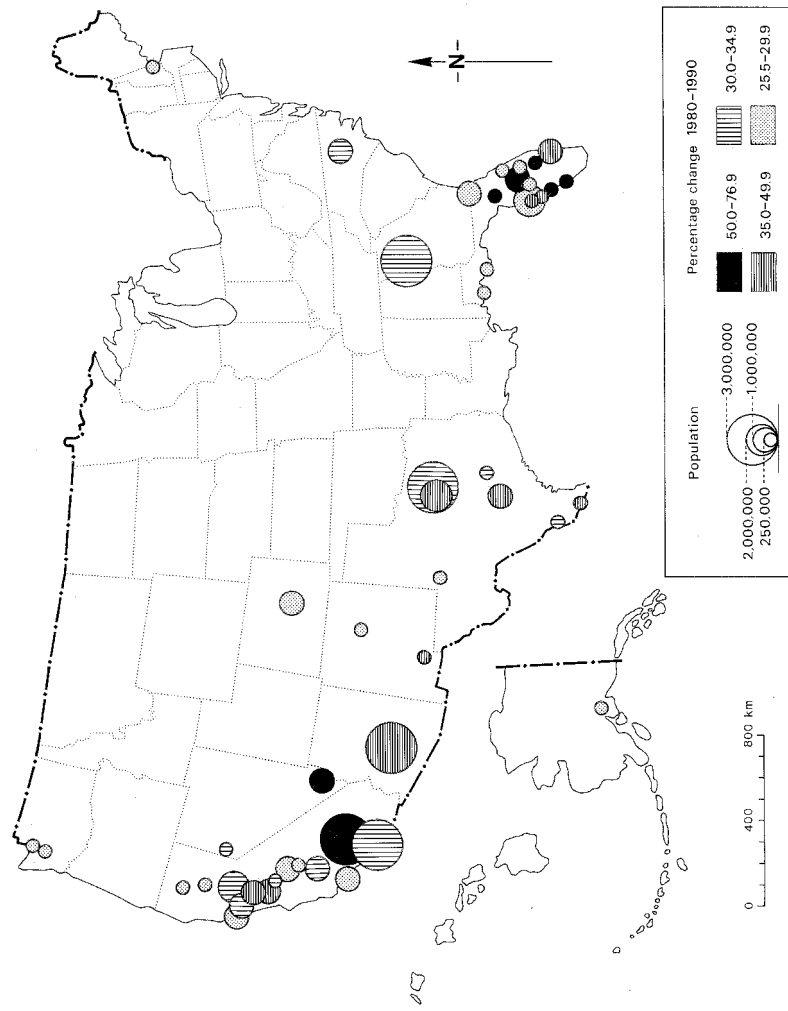 -N-
Population
2,000,000
3,000,000
250,000
1,000,000
Percentage change 1980–1990
50.0–76.9
30.0–34.9
35.0–49.9
25.5–29.9
0 400 800 km